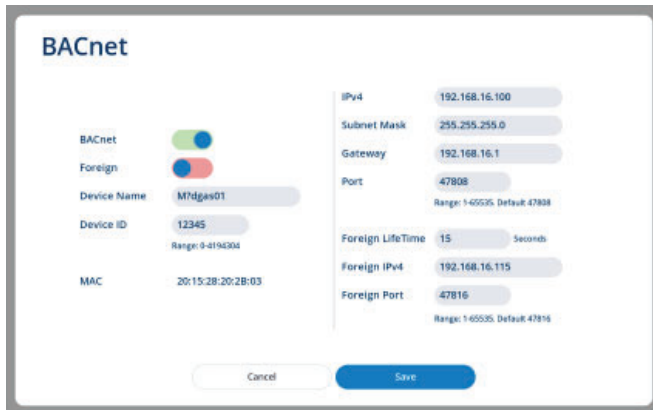 BACnet
BACnet
Foreign
Device Name M?dgas01
Device ID 12345
Range: 0-4194304
MAC 20:15:28:20:2B:03
IPv4 192.168.16.100
Subnet Mask 255.255.255.0
Gateway 192.168.16.1
Port 47808
Range: 1-65535. Default 47808
Foreign LifeTime 15 Seconds
Foreign IPv4 192.168.16.115
Foreign Port 47816
Range: 1-65535. Default 47816
Cancel Save